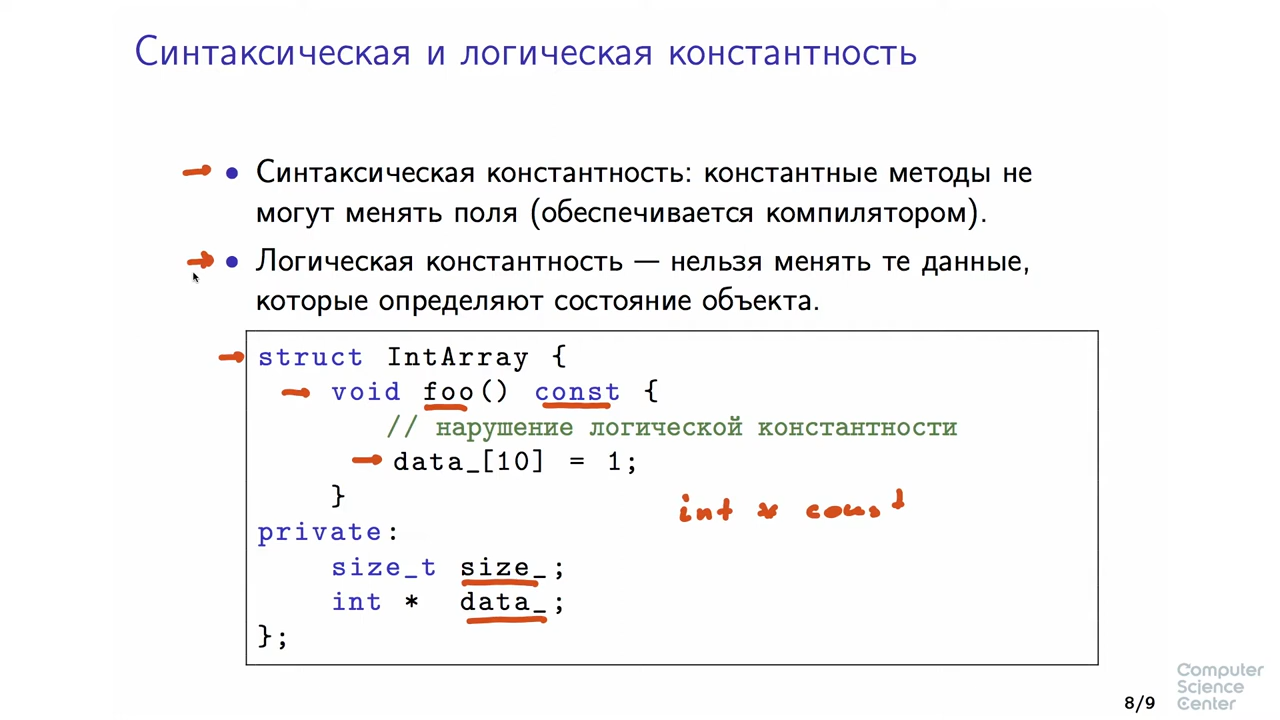 Синтаксическая и логическая константность
• Синтаксическая константность: константные методы не
могут менять поля (обеспечивается компилятором).
• Логическая константность — нельзя менять те данные,
которые определяют состояние объекта.
struct IntArray {
void foo() const {
// нарушение логической константности
data_[10] = 1;
}
int * const
private:
size_t size_;
int * data_;
};
8/9
Computer
Science
Center